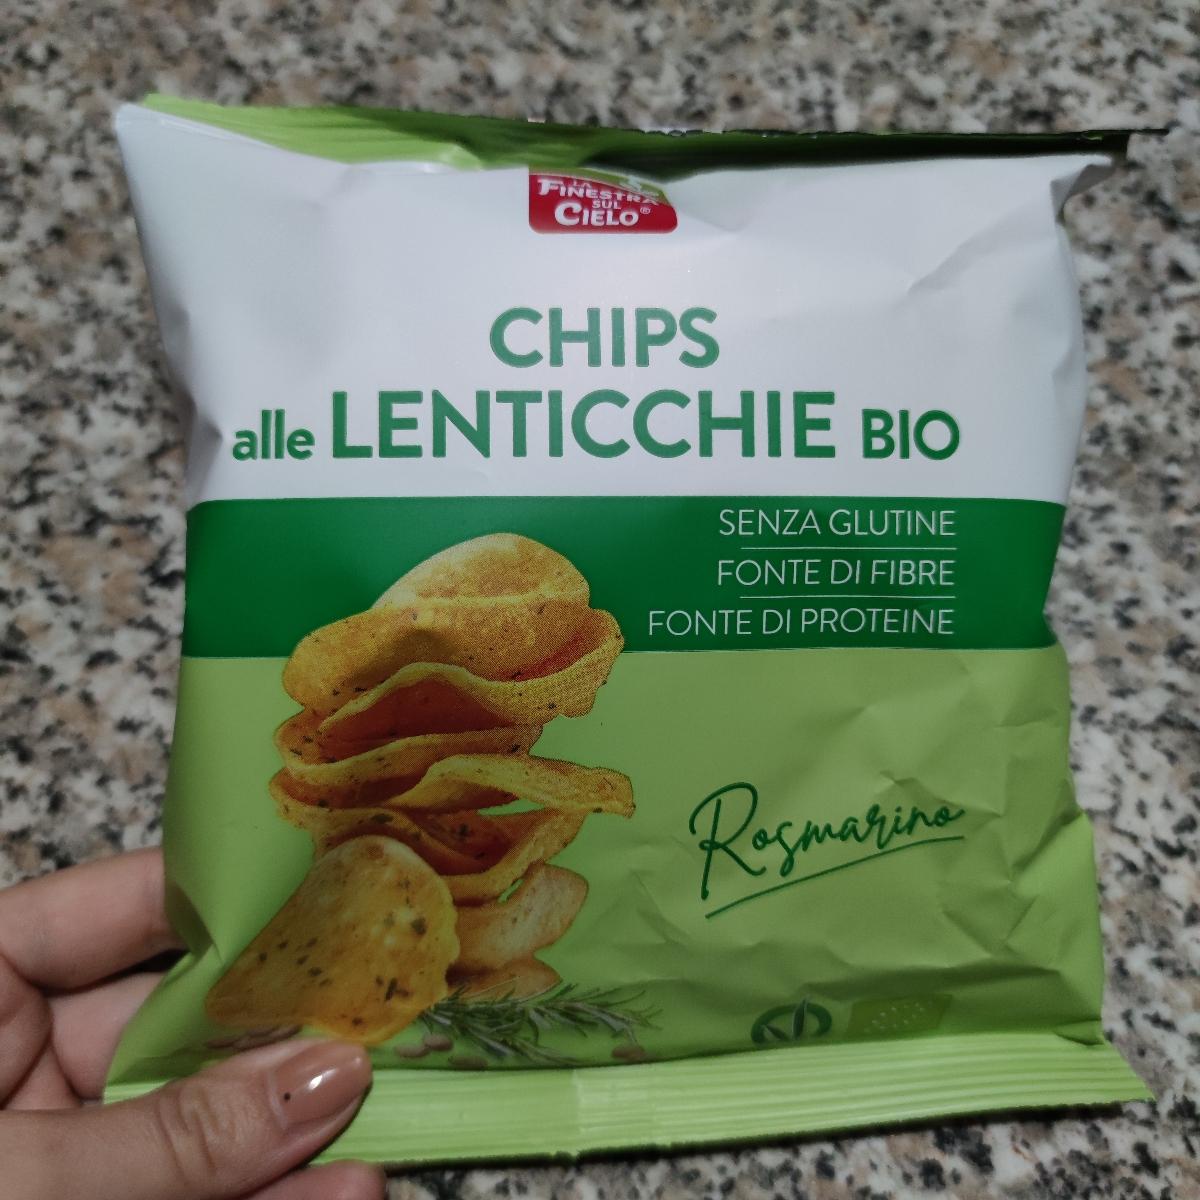 LA
FINESTRA
SUL
CIELO®
CHIPS
alle LENTICCHIE BIO
SENZA GLUTINE
FONTE DI FIBRE
FONTE DI PROTEINE
Rosmarino